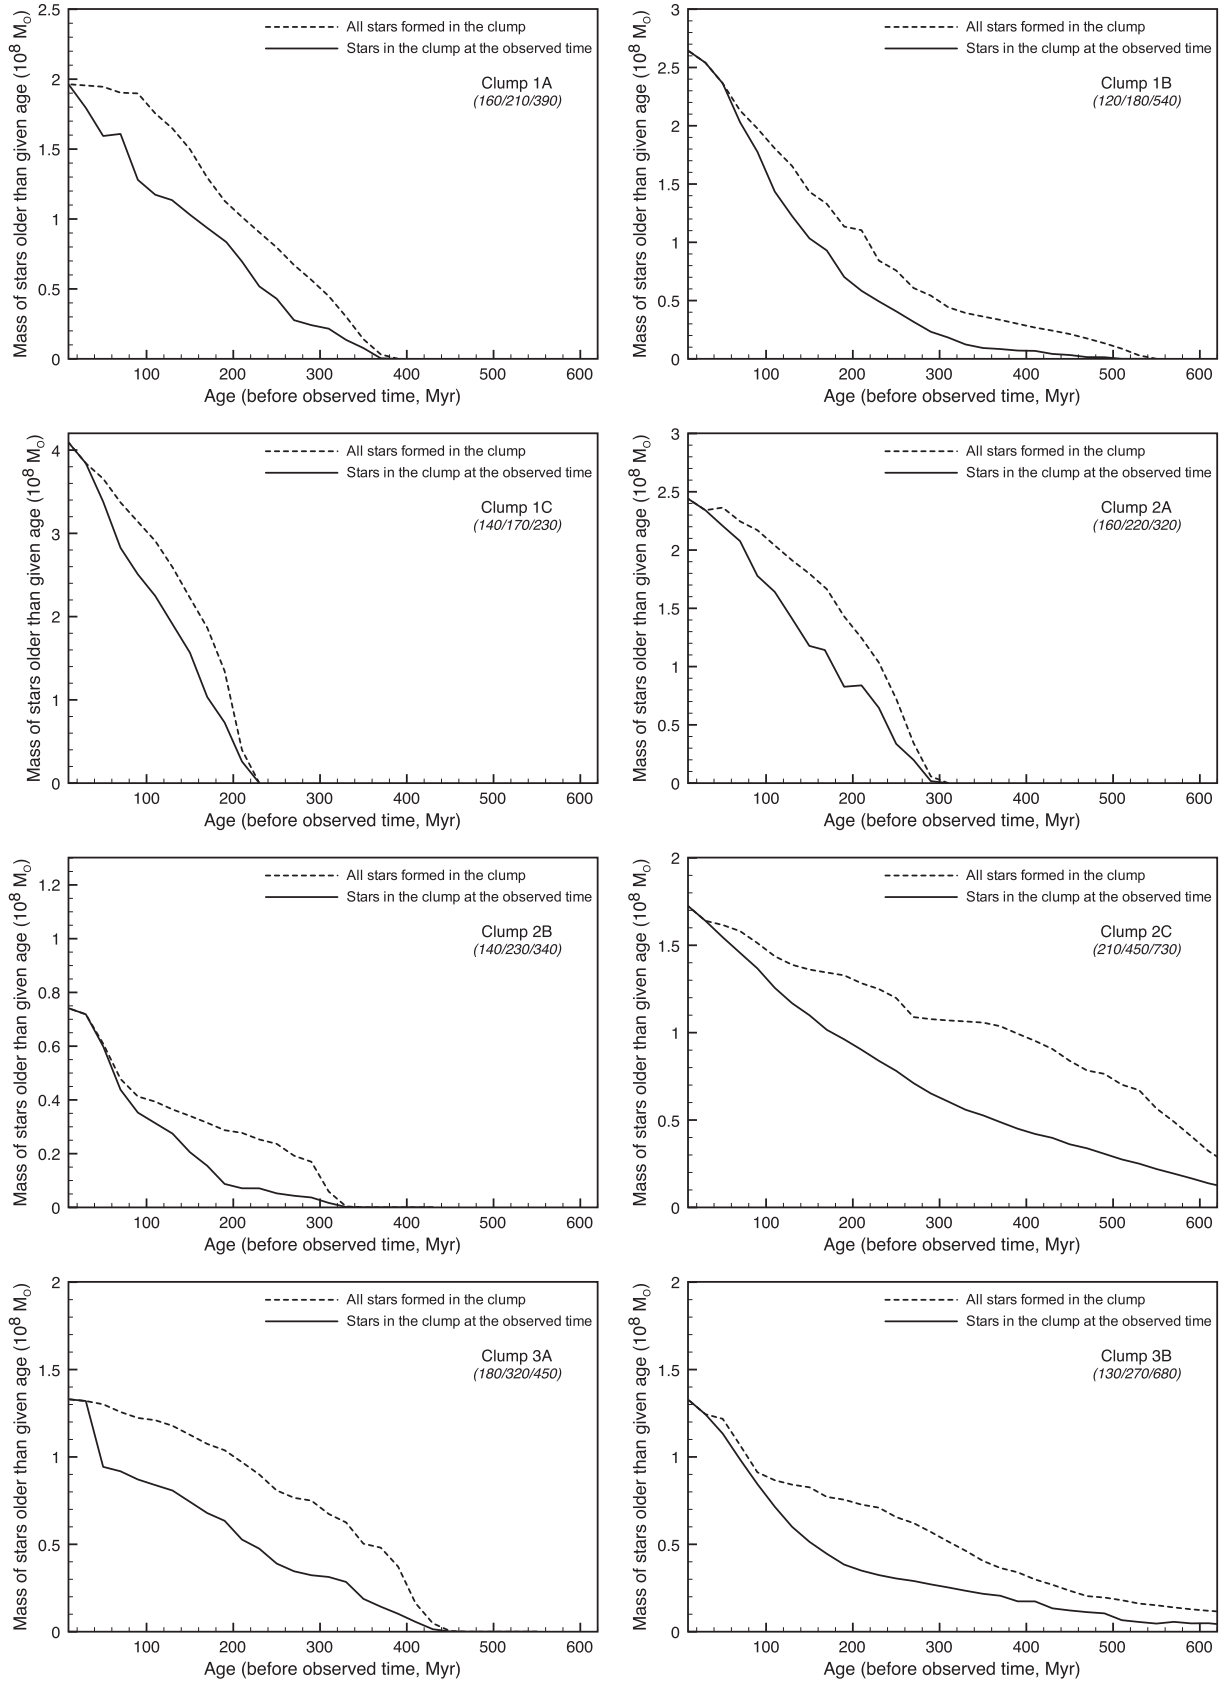 Mass of stars older than given age (10⁸ M☉)
2.5
2
1.5
1
0.5
0
All stars formed in the clump
Stars in the clump at the observed time
Clump 1A
(160/210/390)
100 200 300 400 500 600
Age (before observed time, Myr)
Mass of stars older than given age (10⁸ M☉)
3
2.5
2
1.5
1
0.5
0
All stars formed in the clump
Stars in the clump at the observed time
Clump 1B
(120/180/540)
100 200 300 400 500 600
Age (before observed time, Myr)
Mass of stars older than given age (10⁸ M☉)
4
3
2
1
0
All stars formed in the clump
Stars in the clump at the observed time
Clump 1C
(140/170/230)
100 200 300 400 500 600
Age (before observed time, Myr)
Mass of stars older than given age (10⁸ M☉)
3
2.5
2
1.5
1
0.5
0
All stars formed in the clump
Stars in the clump at the observed time
Clump 2A
(160/220/320)
100 200 300 400 500 600
Age (before observed time, Myr)
Mass of stars older than given age (10⁸ M☉)
1.2
1
0.8
0.6
0.4
0.2
0
All stars formed in the clump
Stars in the clump at the observed time
Clump 2B
(140/230/340)
100 200 300 400 500 600
Age (before observed time, Myr)
Mass of stars older than given age (10⁸ M☉)
2
1.5
1
0.5
0
All stars formed in the clump
Stars in the clump at the observed time
Clump 2C
(210/450/730)
100 200 300 400 500 600
Age (before observed time, Myr)
Mass of stars older than given age (10⁸ M☉)
2
1.5
1
0.5
0
All stars formed in the clump
Stars in the clump at the observed time
Clump 3A
(180/320/450)
100 200 300 400 500 600
Age (before observed time, Myr)
Mass of stars older than given age (10⁸ M☉)
2
1.5
1
0.5
0
All stars formed in the clump
Stars in the clump at the observed time
Clump 3B
(130/270/680)
100 200 300 400 500 600
Age (before observed time, Myr)